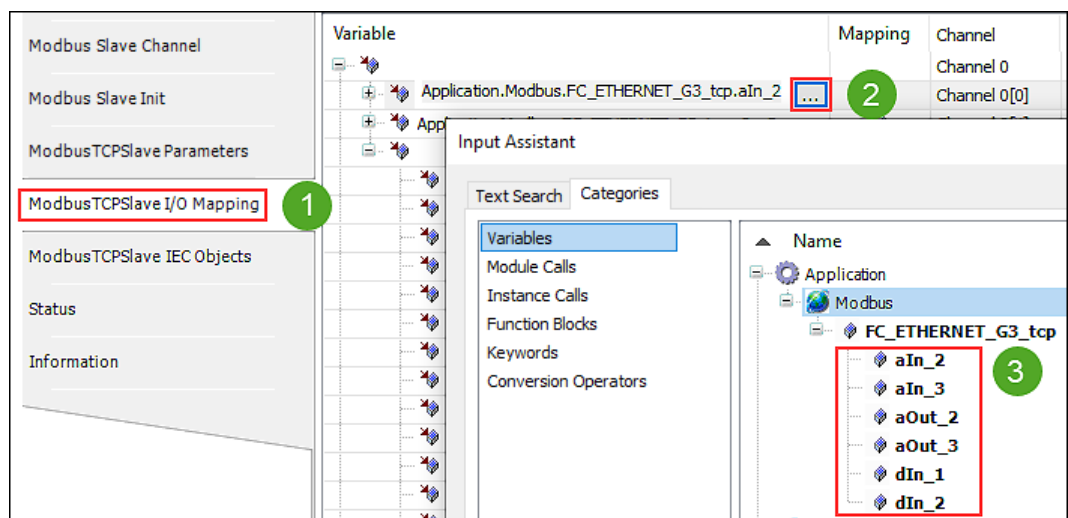 Modbus Slave Channel
Modbus Slave Init
ModbusTCPSlave Parameters
ModbusTCPSlave I/O Mapping
1
ModbusTCPSlave IEC Objects
Status
Information
Variable
Mapping
Channel
Channel 0
Application.Modbus.FC_ETHERNET_G3_tcp.aIn_2
...
2
Channel 0[0]
App
Input Assistant
Text Search
Categories
Variables
Module Calls
Instance Calls
Function Blocks
Keywords
Conversion Operators
Name
Application
Modbus
FC_ETHERNET_G3_tcp
aIn_2
aIn_3
aOut_2
aOut_3
dIn_1
dIn_2
3